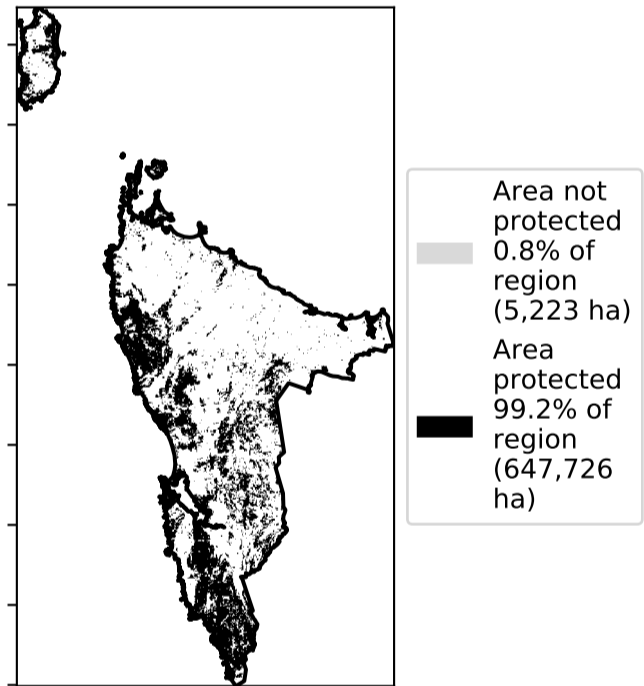 Area not
protected
0.8% of
region
(5,223 ha)
Area
protected
99.2% of
region
(647,726
ha)